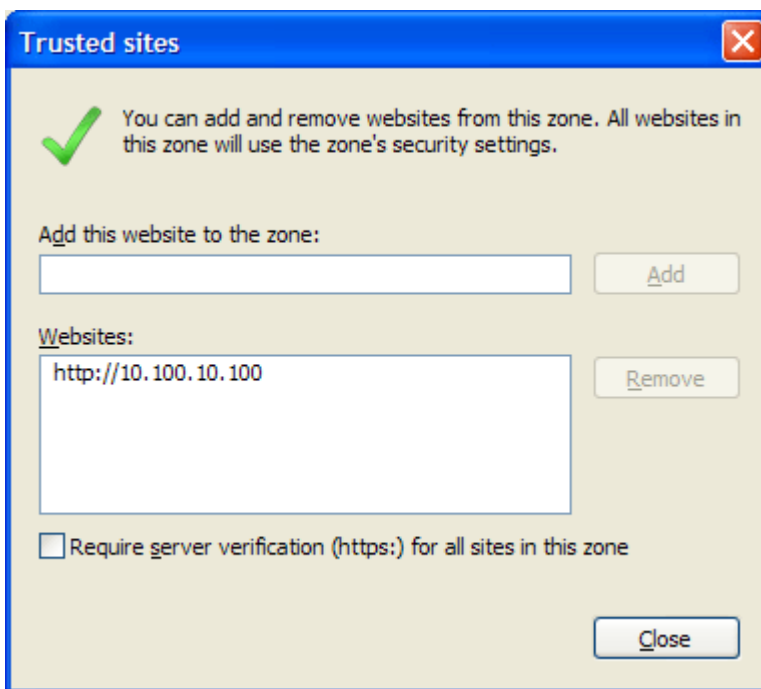 Trusted sites
You can add and remove websites from this zone. All websites in
this zone will use the zone's security settings.
Add this website to the zone:
Add
Websites:
http://10.100.10.100
Remove
Require server verification (https:) for all sites in this zone
Close